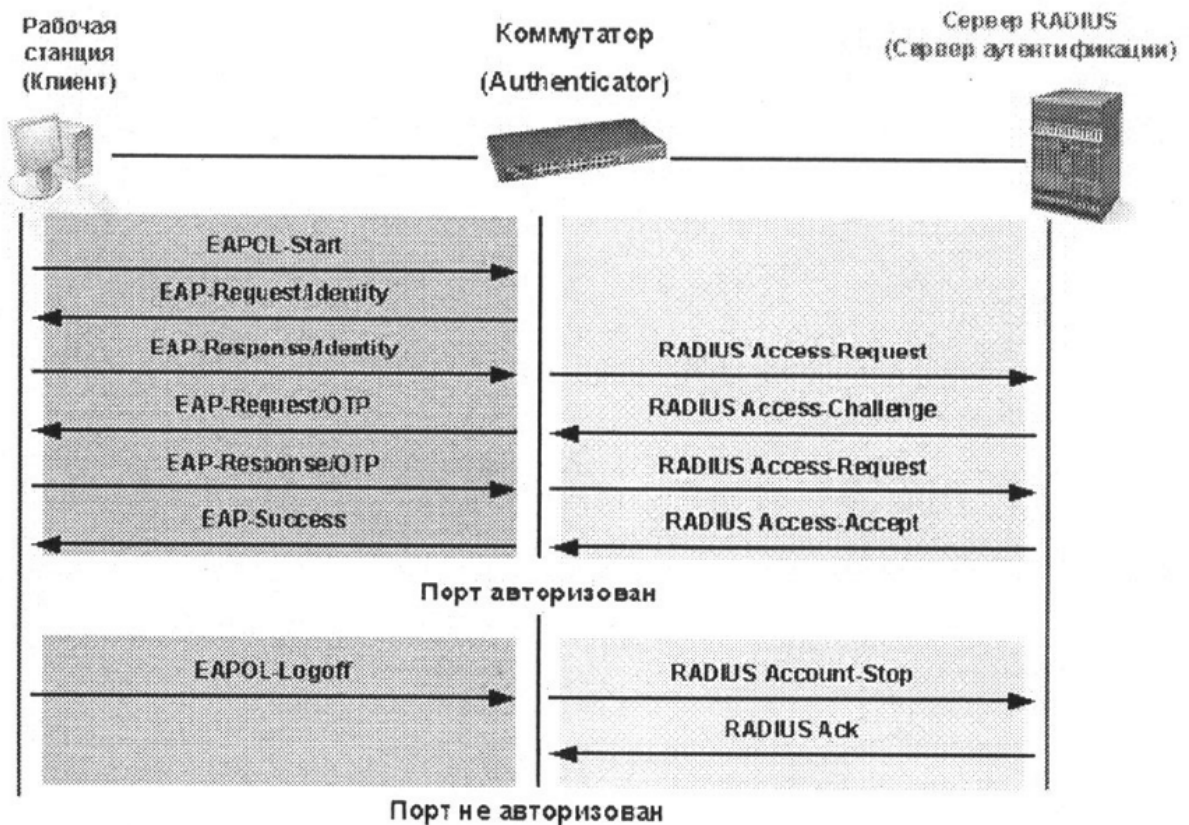 Рабочая
станция
(Клиент)
Коммутатор
(Authenticator)
Сервер RADIUS
(Сервер аутентификации)
EAPOL-Start
EAP-Request/Identity
EAP-Response/Identity
RADIUS Access-Request
EAP-Request/OTP
RADIUS Access-Challenge
EAP-Response/OTP
RADIUS Access-Request
EAP-Success
RADIUS Access-Accept
Порт авторизован
EAPOL-Logoff
RADIUS Account-Stop
RADIUS Ack
Порт не авторизован